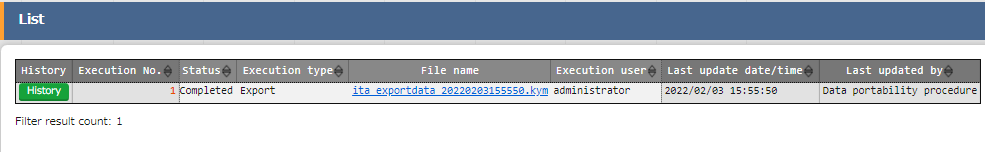 List
History Execution No. Status Execution type File name Execution user Last update date/time Last updated by
History 1 Completed Export ita_exportdata_20220203155550.kym administrator 2022/02/03 15:55:50 Data portability procedure
Filter result count: 1